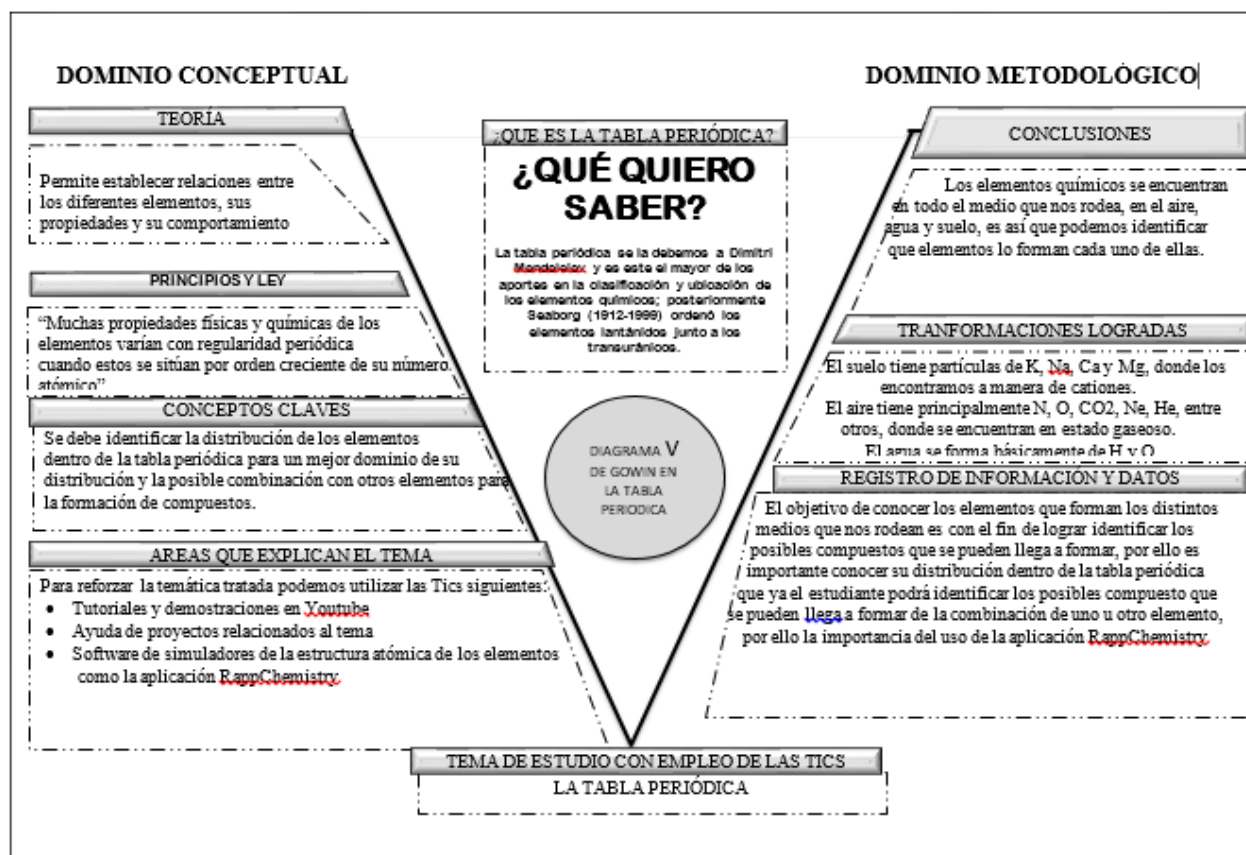 DOMINIO CONCEPTUAL
TEORÍA
Permite establecer relaciones entre
los diferentes elementos, sus
propiedades y su comportamiento
PRINCIPIOS Y LEY
“Muchas propiedades físicas y químicas de los
elementos varían con regularidad periódica
cuando estos se sitúan por orden creciente de su número
atómico”
CONCEPTOS CLAVES
Se debe identificar la distribución de los elementos
dentro de la tabla periódica para un mejor dominio de su
distribución y la posible combinación con otros elementos para
la formación de compuestos.
AREAS QUE EXPLICAN EL TEMA
Para reforzar la temática tratada podemos utilizar las Tics siguientes:
• Tutoriales y demostraciones en Youtube
• Ayuda de proyectos relacionados al tema
• Software de simuladores de la estructura atómica de los elementos
como la aplicación RappChemistry
¿QUE ES LA TABLA PERIÓDICA?
¿QUÉ QUIERO
SABER?
La tabla periódica se la debemos a Dimitri
Mendeleiev y es este el mayor de los
aportes en la clasificación y ubicación de
los elementos químicos; posteriormente
Seaborg (1912-1999) ordenó los
elementos lantánidos junto a los
transuránicos.
DIAGRAMA V
DE GOWIN EN
LA TABLA
PERIODICA
DOMINIO METODOLÓGICO
CONCLUSIONES
Los elementos químicos se encuentran
en todo el medio que nos rodea, en el aire,
agua y suelo, es así que podemos identificar
que elementos lo forman cada uno de ellas.
TRANFORMACIONES LOGRADAS
El suelo tiene partículas de K, Na, Ca y Mg, donde los
encontramos a manera de cationes.
El aire tiene principalmente N, O, CO2, Ne, He, entre
otros, donde se encuentran en estado gaseoso.
El agua se forma básicamente de H y O
REGISTRO DE INFORMACIÓN Y DATOS
El objetivo de conocer los elementos que forman los distintos
medios que nos rodean es con el fin de lograr identificar los
posibles compuestos que se pueden llega a formar, por ello es
importante conocer su distribución dentro de la tabla periódica
que ya el estudiante podrá identificar los posibles compuesto que
se pueden llega a formar de la combinación de uno u otro elemento,
por ello la importancia del uso de la aplicación RappChemistry
TEMA DE ESTUDIO CON EMPLEO DE LAS TICS
LA TABLA PERIÓDICA